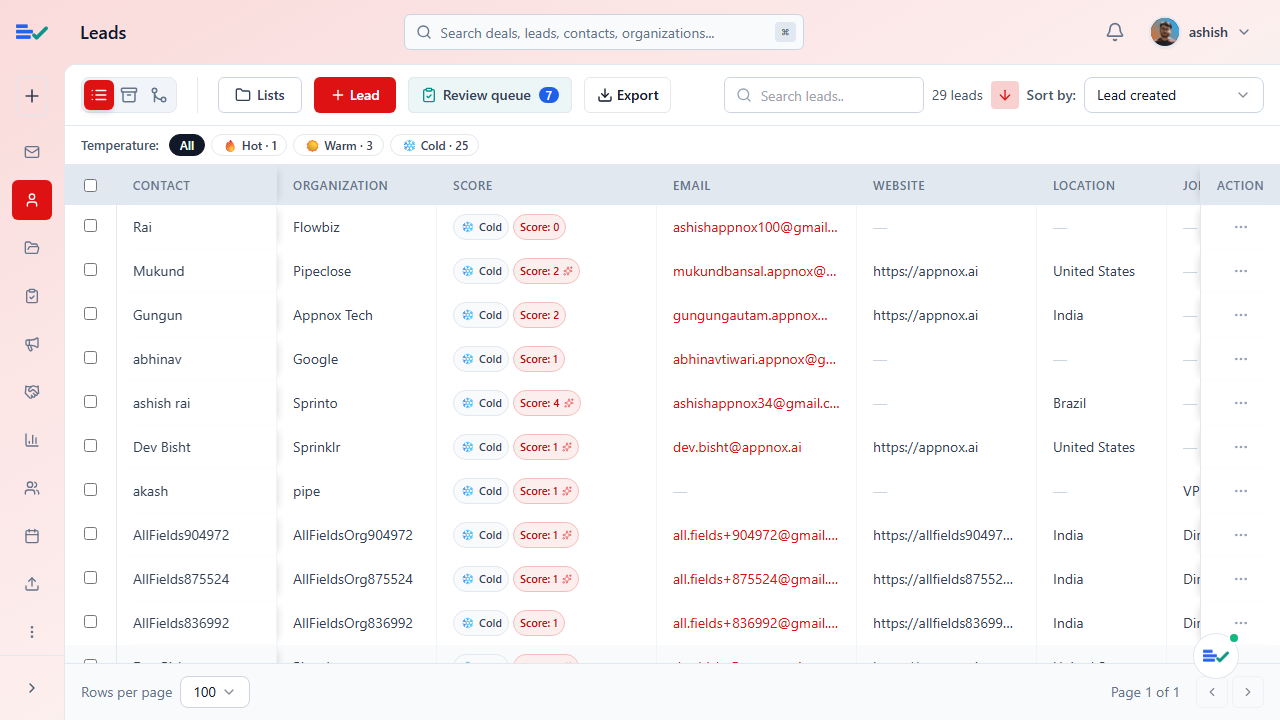 Leads
Search deals, leads, contacts, organizations...
⌘
ashish
Lists
Lead
Review queue 7
Export
Search leads..
29 leads
Sort by:
Lead created
Temperature:
All
Hot · 1
Warm · 3
Cold · 25
CONTACT ORGANIZATION SCORE EMAIL WEBSITE LOCATION ACTION
Rai Flowbiz Cold Score: 0 ashishappnox100@gmail... — — — ...
Mukund Pipeclose Cold Score: 2 mukundbansal.appnox@... https://appnox.ai United States — ...
Gungun Appnox Tech Cold Score: 2 gungungautam.appnox... https://appnox.ai India — ...
abhinav Google Cold Score: 1 abhinavtiwari.appnox@g... — — — ...
ashish rai Sprinto Cold Score: 4 ashishappnox34@gmail.c... — Brazil — ...
Dev Bisht Sprinklr Cold Score: 1 dev.bisht@appnox.ai https://appnox.ai United States — ...
akash pipe Cold Score: 1 — — — VP ...
AllFields904972 AllFieldsOrg904972 Cold Score: 1 all.fields+904972@gmail.... https://allfields90497... India ...
AllFields875524 AllFieldsOrg875524 Cold Score: 1 all.fields+875524@gmail.... https://allfields87552... India ...
AllFields836992 AllFieldsOrg836992 Cold Score: 1 all.fields+836992@gmail.... https://allfields83699... India ...
Rows per page 100
Page 1 of 1